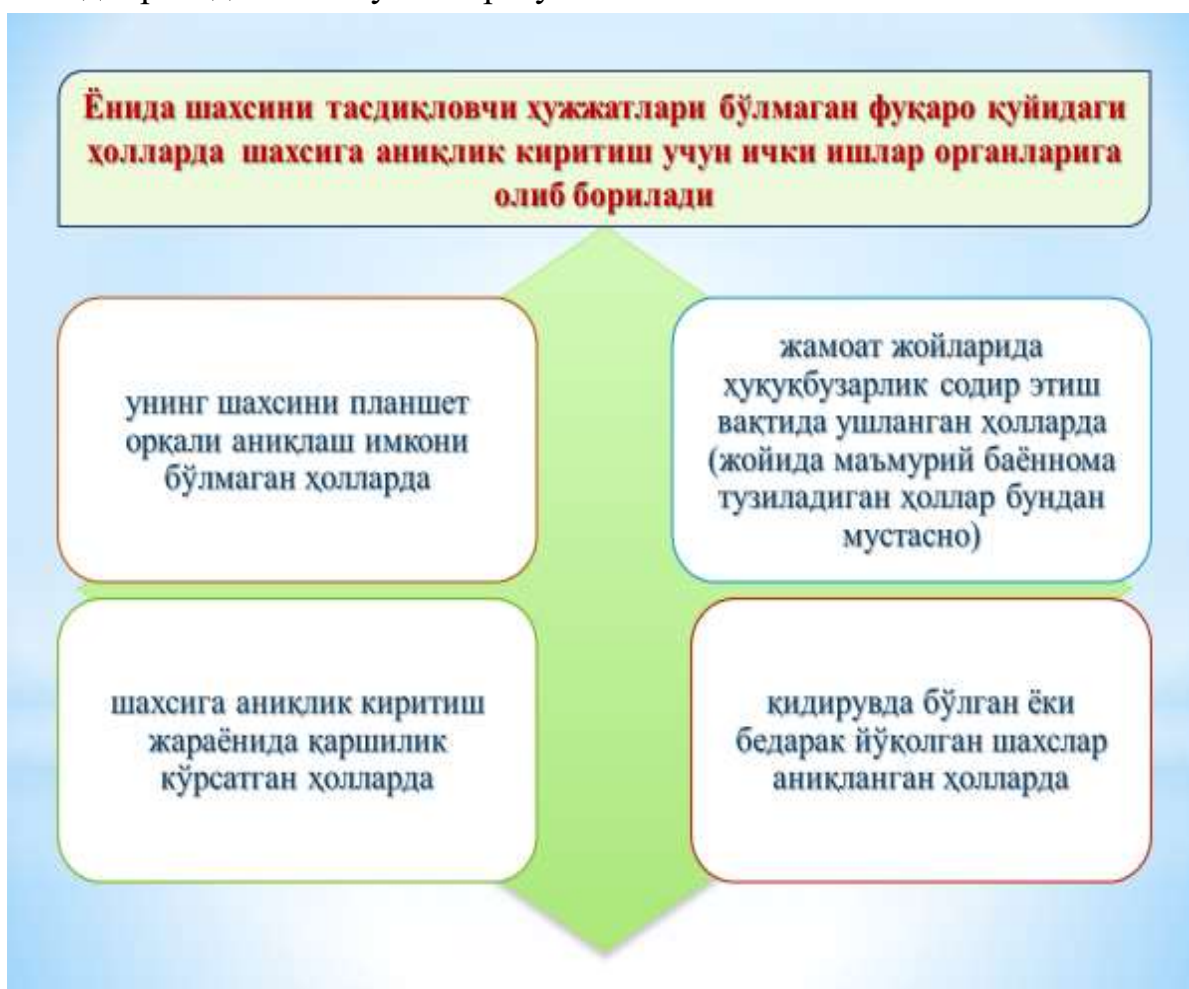 Ёнида шахсини тасдиқловчи ҳужжатлари бўлмаган фуқаро қуйидаги
ҳолларда шахсига аниқлик киритиш учун ички ишлар органларига
олиб борилади
унинг шахсини планшет
орқали аниқлаш имкони
бўлмаган ҳолларда
жамоат жойларида
ҳуқуқбузарлик содир этиш
вақтида ушланган ҳолларда
(жойида маъмурий баённома
тузиладиган ҳоллар бундан
мустасно)
шахсига аниқлик киритиш
жараёнида қаршилик
кўрсатган ҳолларда
қидирувда бўлган ёки
бедарак йўқолган шахслар
аниқланган ҳолларда